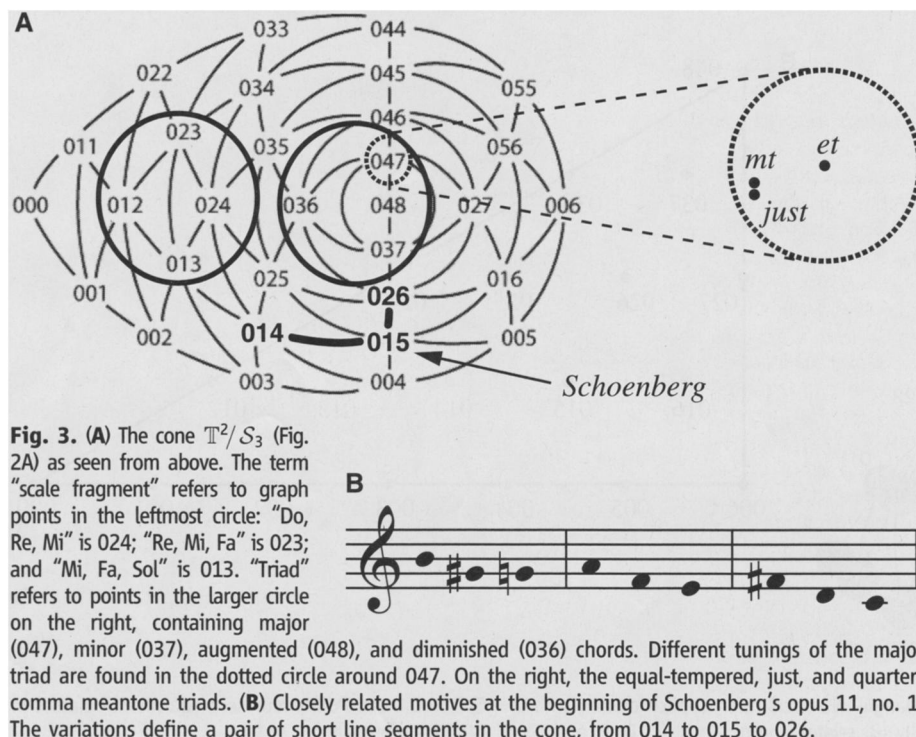 A
033
044
022
034
045
055
023
46
011
035
047
056
mt
et
just
000
012
024
036
048
027
006
013
037
001
025
026
016
002
014
015
005
003
004
Schoenberg
Fig. 3. (A) The cone 𝕋²/𝒮₃ (Fig.
2A) as seen from above. The term
"scale fragment" refers to graph
points in the leftmost circle: "Do,
Re, Mi" is 024; "Re, Mi, Fa" is 023;
and "Mi, Fa, Sol" is 013. "Triad"
refers to points in the larger circle
on the right, containing major
B
(047), minor (037), augmented (048), and diminished (036) chords. Different tunings of the majo
triad are found in the dotted circle around 047. On the right, the equal-tempered, just, and quarter
comma meantone triads. (B) Closely related motives at the beginning of Schoenberg's opus 11, no. 1
The variations define a pair of short line segments in the cone, from 014 to 015 to 026.